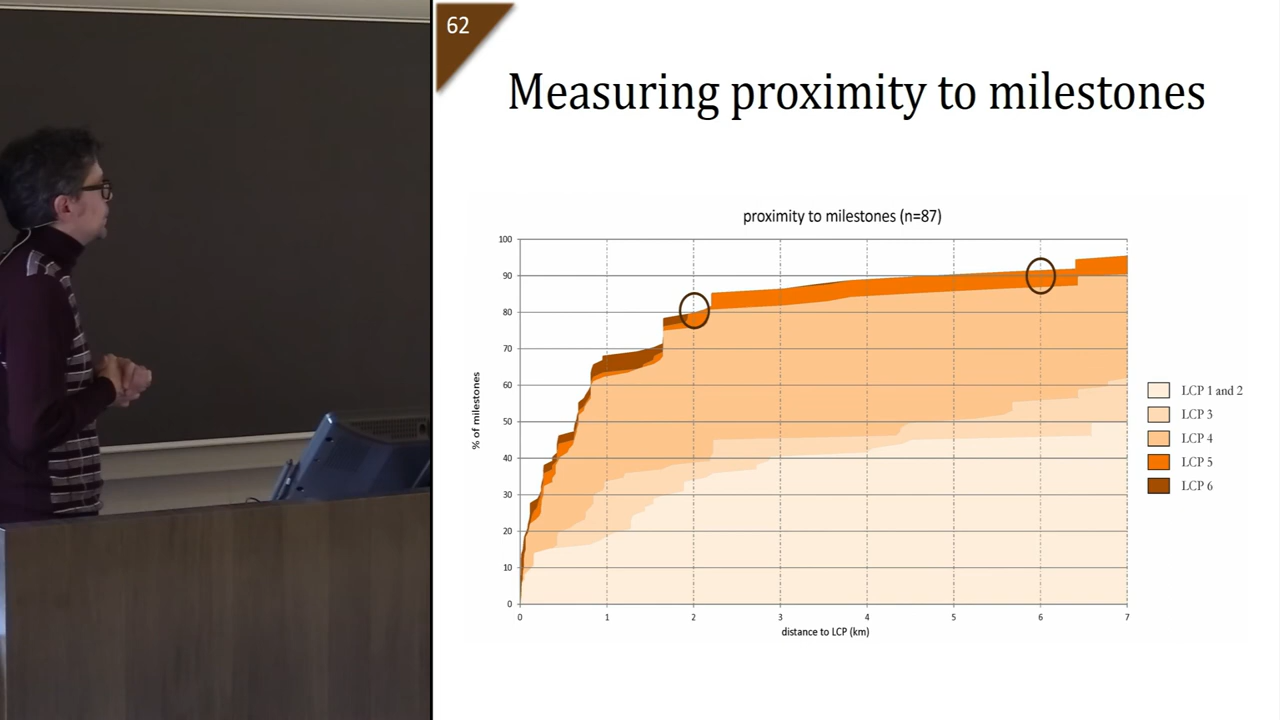 62
Measuring proximity to milestones
proximity to milestones (n=87)
100
90
80
70
60
50
40
30
20
10
0
% of milestones
0 1 2 3 4 5 6 7
distance to LCP (km)
LCP 1 and 2
LCP 3
LCP 4
LCP 5
LCP 6